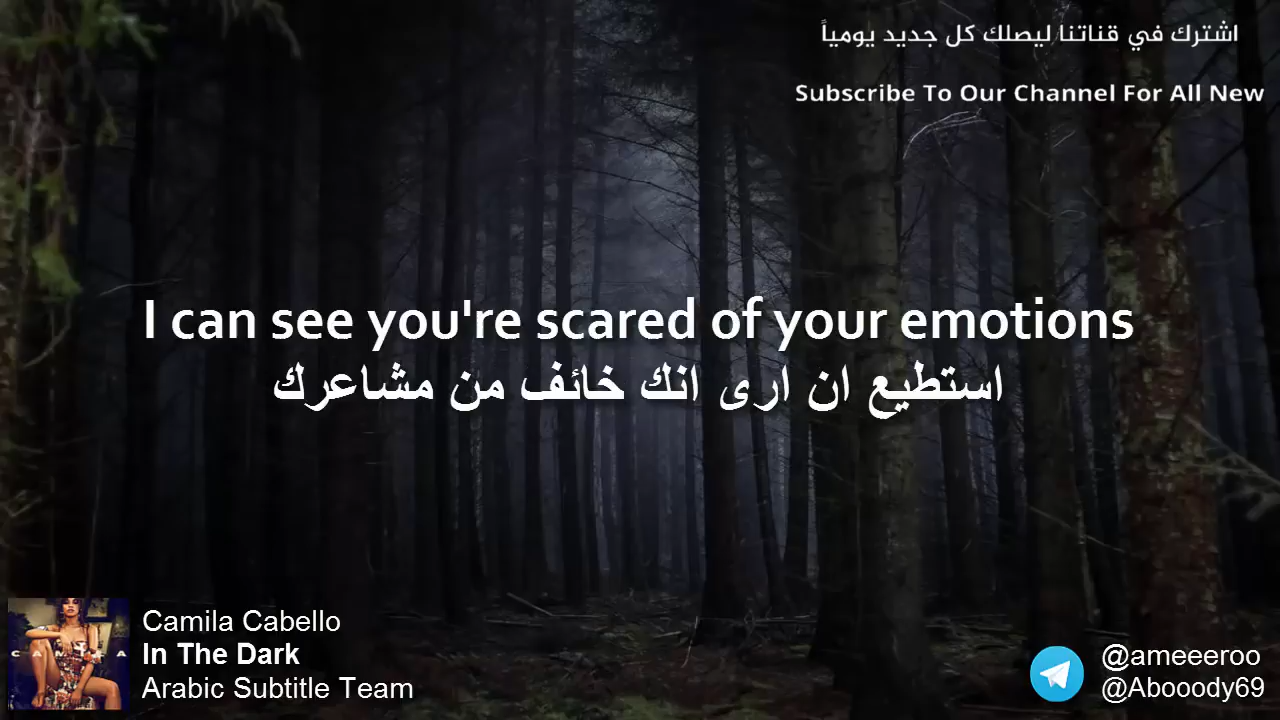 اشترك في قناتنا ليصلك كل جديد يومياً
Subscribe To Our Channel For All New
I can see you're scared of your emotions
استطيع ان ارى انك خائف من مشاعرك
CAMILA
Camila Cabello
In The Dark
Arabic Subtitle Team
@ameeeroo
@Abooody69